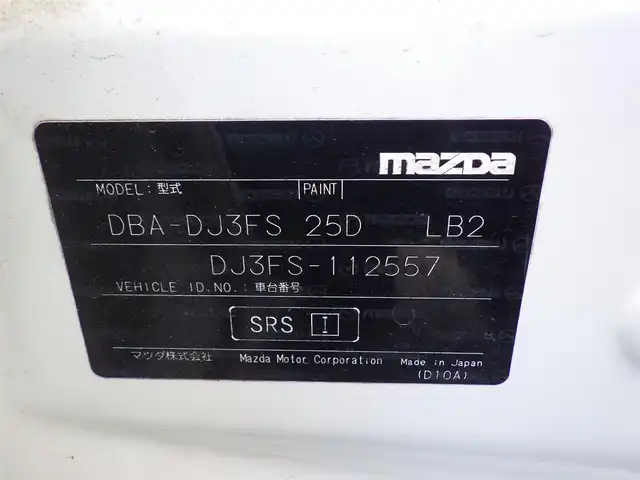 mazda
MODEL: 型式 PAINT
DBA-DJ3FS 25D LB2
DJ3FS-112557
VEHICLE ID.NO.: 車台番号
SRS I
マツダ株式会社 Mazda Motor Corporation Made in Japan
(D10A)